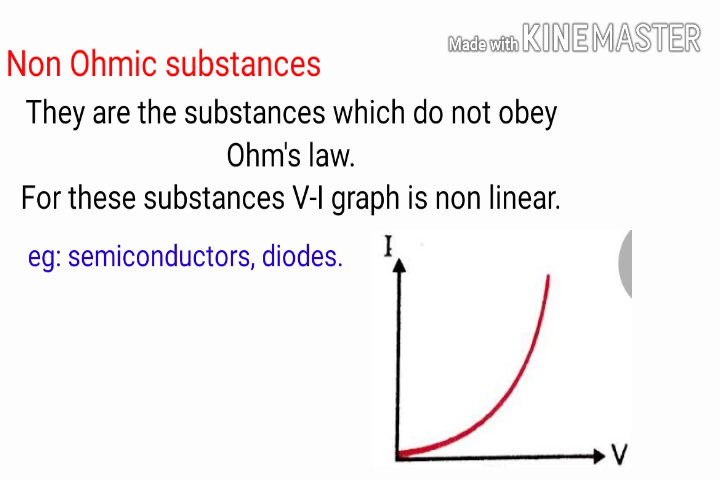 Made with KINEMASTER
Non Ohmic substances
They are the substances which do not obey
Ohm's law.
For these substances V-I graph is non linear.
eg: semiconductors, diodes.
I
V